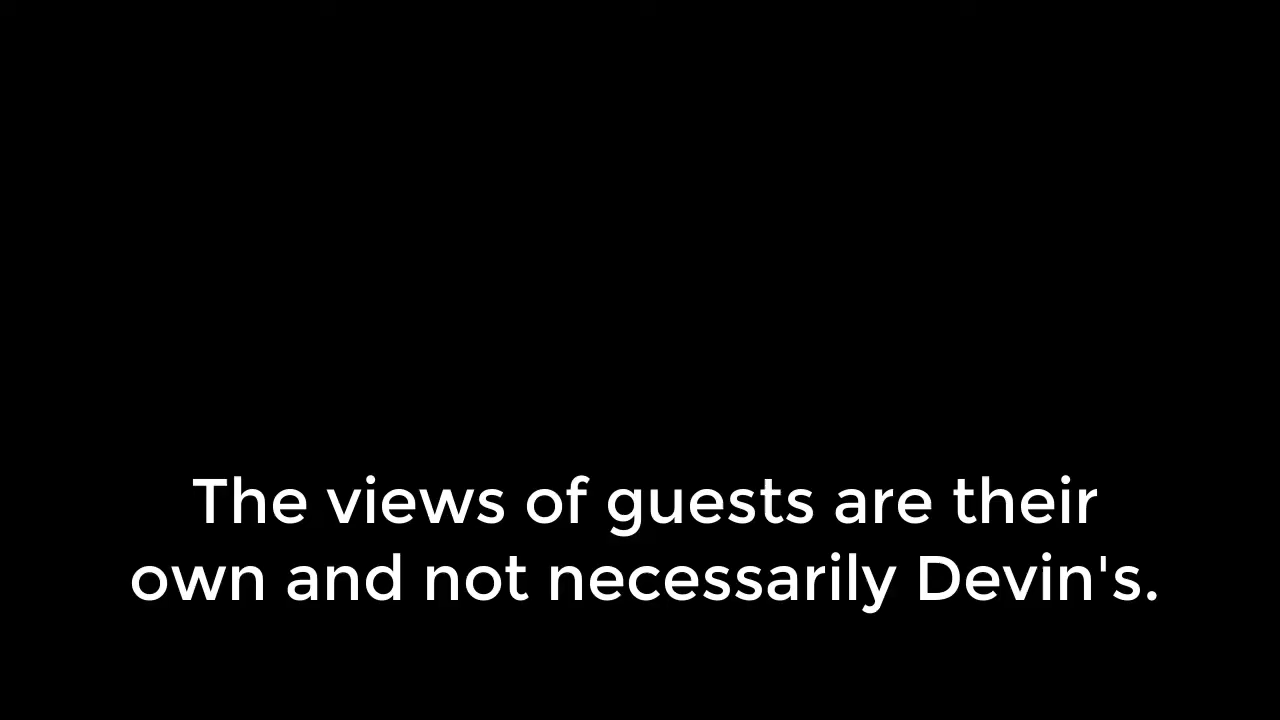 The views of guests are their
own and not necessarily Devin's.